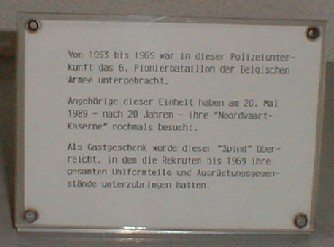 Von 1953 bis 1969 war in dieser Polizeiunter-
kunft das 6. Pionierbataillon der Belgischen
Armee untergebracht.
Angehörige dieser Einheit haben am 20. Mai
1989 - nach 20 Jahren - ihre "Noordvaart-
Kaserne" nochmals besucht.
Als Gastgeschenk wurde dieser "Spind" über-
reicht, in dem die Rekruten bis 1969 ihre
gesamten Uniformteile und Ausrüstungsgegen-
stände unterzubringen hatten.